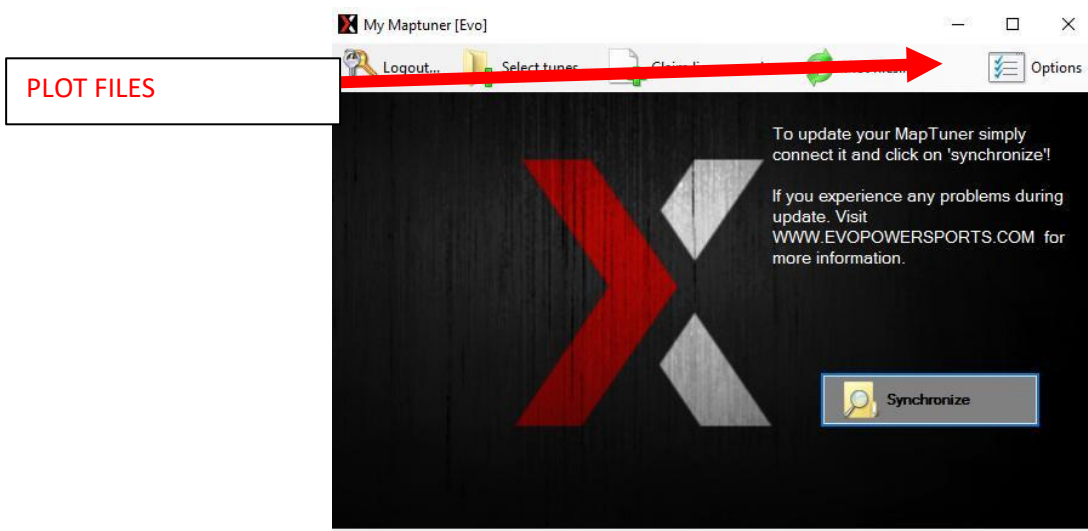 My Maptuner [Evo]
PLOT FILES
Logout...
Select tunes
Options
To update your MapTuner simply
connect it and click on 'synchronize'!
If you experience any problems during
update. Visit
WWW.EVOPOWERSPORTS.COM for
more information.
Synchronize